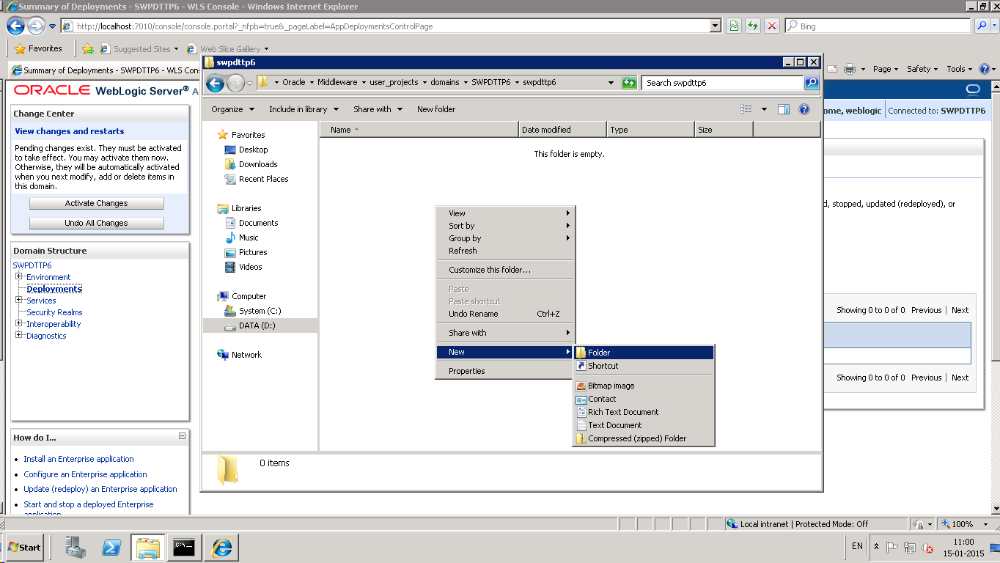 Summary of Deployments - SWPDTTP6 - WLS Console - Windows Internet Explorer
http://localhost:7010/console/console.portal?_nfpb=true&_pageLabel=AppDeploymentsControlPage
Bing
Favorites
Suggested Sites
Web Slice Gallery
Summary of Deployments - SWPDTTP6 - WLS Con
Page
Safety
Tools
ORACLE WebLogic Server® A
ome, weblogic
Connected to: SWPDTTP6
Change Center
View changes and restarts
Pending changes exist. They must be activated
to take effect. You may activate them now.
Otherwise, they will be automatically activated
when you next modify, add or delete items in
this domain.
Activate Changes
Undo All Changes
Domain Structure
SWPDTTP6
Environment
Deployments
Services
Security Realms
Interoperability
Diagnostics
How do I...
Install an Enterprise application
Configure an Enterprise application
Update (redeploy) an Enterprise application
Start and stop a deployed Enterprise
application
d, stopped, updated (redeployed), or
Showing 0 to 0 of 0 Previous | Next
Showing 0 to 0 of 0 Previous | Next
swpdttp6
Oracle Middleware user_projects domains SWPDTTP6 swpdttp6
Search swpdttp6
Organize
Include in library
Share with
New folder
Favorites
Desktop
Downloads
Recent Places
Libraries
Documents
Music
Pictures
Videos
Computer
System (C:)
DATA (D:)
Network
Name
Date modified
Type
Size
This folder is empty.
View
Sort by
Group by
Refresh
Customize this folder...
Paste
Paste shortcut
Undo Rename Ctrl+Z
Share with
New
Properties
Folder
Shortcut
Bitmap image
Contact
Rich Text Document
Text Document
Compressed (zipped) Folder
0 items
Local intranet | Protected Mode: Off
100%
Start
EN
11:00
15-01-2015